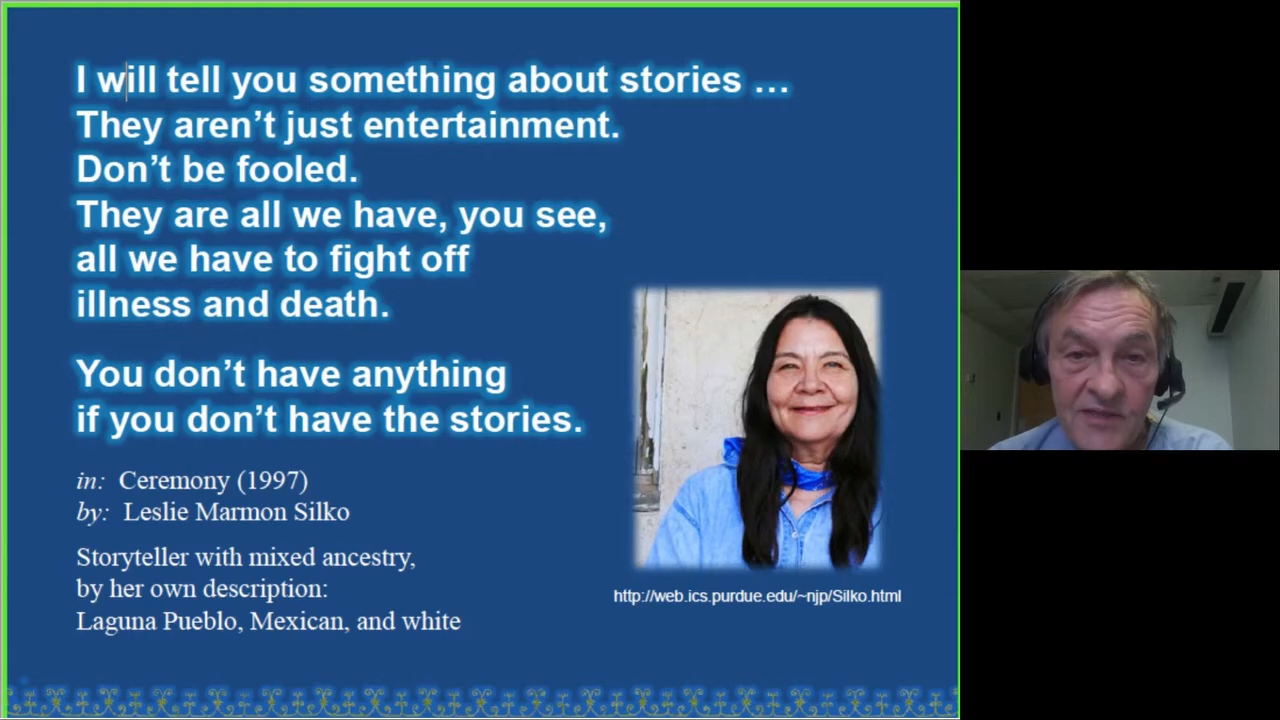 I will tell you something about stories …
They aren’t just entertainment.
Don’t be fooled.
They are all we have, you see,
all we have to fight off
illness and death.
You don’t have anything
if you don’t have the stories.
in: Ceremony (1997)
by: Leslie Marmon Silko
Storyteller with mixed ancestry,
by her own description:
Laguna Pueblo, Mexican, and white
http://web.ics.purdue.edu/~njp/Silko.html